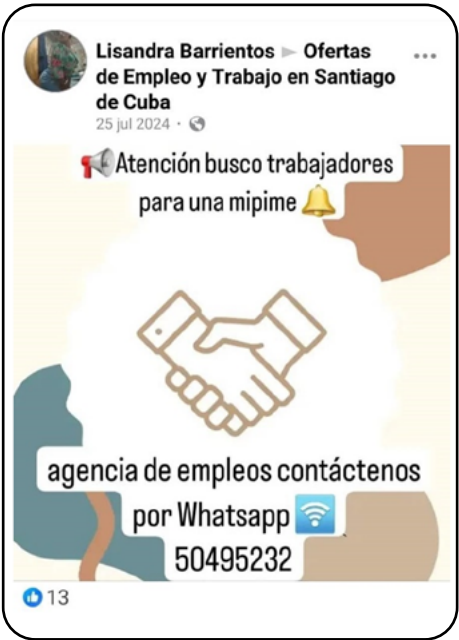 Lisandra Barrientos ► Ofertas
de Empleo y Trabajo en Santiago
de Cuba
25 jul 2024 ·
Atención busco trabajadores
para una mipime
agencia de empleos contáctenos
por Whatsapp
50495232
13